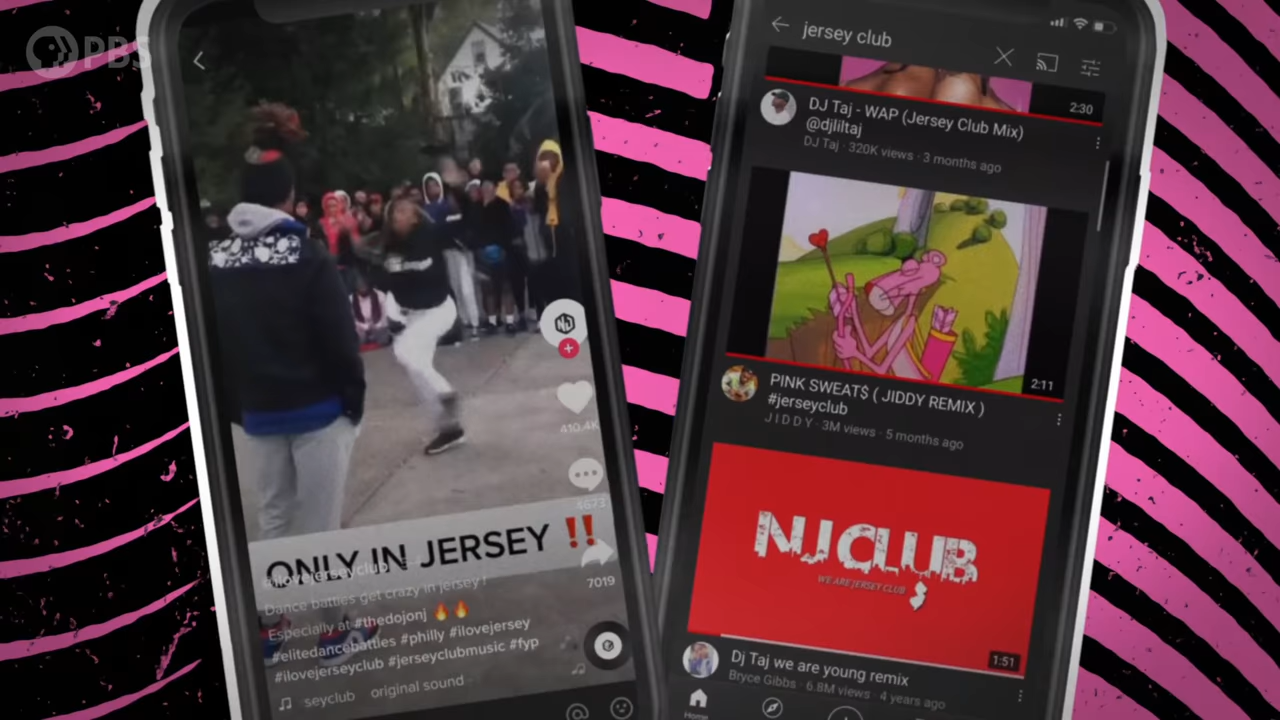 PBS
ONLY IN JERSEY ‼️
#ilovejerseyclub
Dance battles get crazy in jersey !
Especially at #thedojonj 🔥🔥
#elitedancebattles #philly #ilovejersey
#ilovejerseyclub #jerseyclubmusic #fyp
seyclub original sound
NJ
410.4K
4673
7019
jersey club
2:30
DJ Taj - WAP (Jersey Club Mix)
@djliltaj
DJ Taj · 320K views · 3 months ago
2:11
PINK SWEAT$ ( JIDDY REMIX )
#jerseyclub
J I D D Y · 3M views · 5 months ago
NJ CLUB
WE ARE JERSEY CLUB
1:51
Dj Taj we are young remix
Bryce Gibbs · 6.8M views · 4 years ago
Home